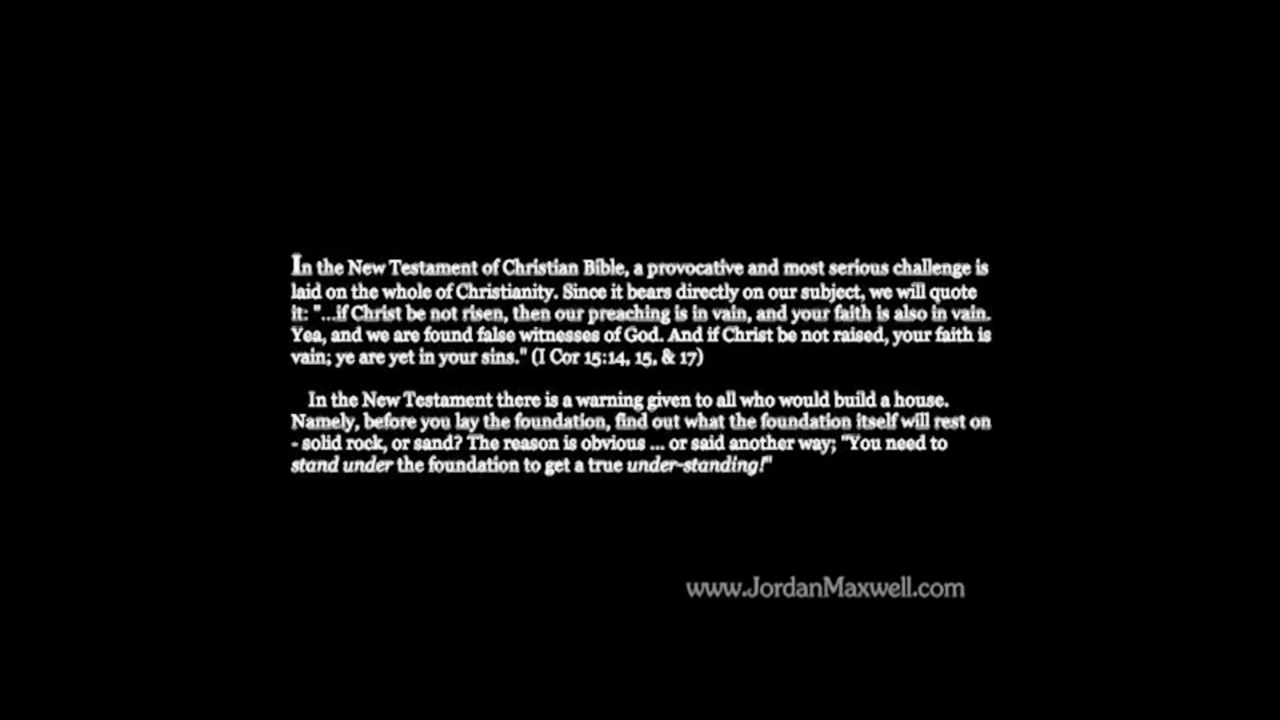 In the New Testament of Christian Bible, a provocative and most serious challenge is
laid on the whole of Christianity. Since it bears directly on our subject, we will quote
it: "...if Christ be not risen, then our preaching is in vain, and your faith is also in vain.
Yea, and we are found false witnesses of God. And if Christ be not raised, your faith is
vain; ye are yet in your sins." (I Cor 15:14, 15, & 17)
In the New Testament there is a warning given to all who would build a house.
Namely, before you lay the foundation, find out what the foundation itself will rest on
- solid rock, or sand? The reason is obvious ... or said another way; "You need to
stand under the foundation to get a true under-standing!"
www.JordanMaxwell.com